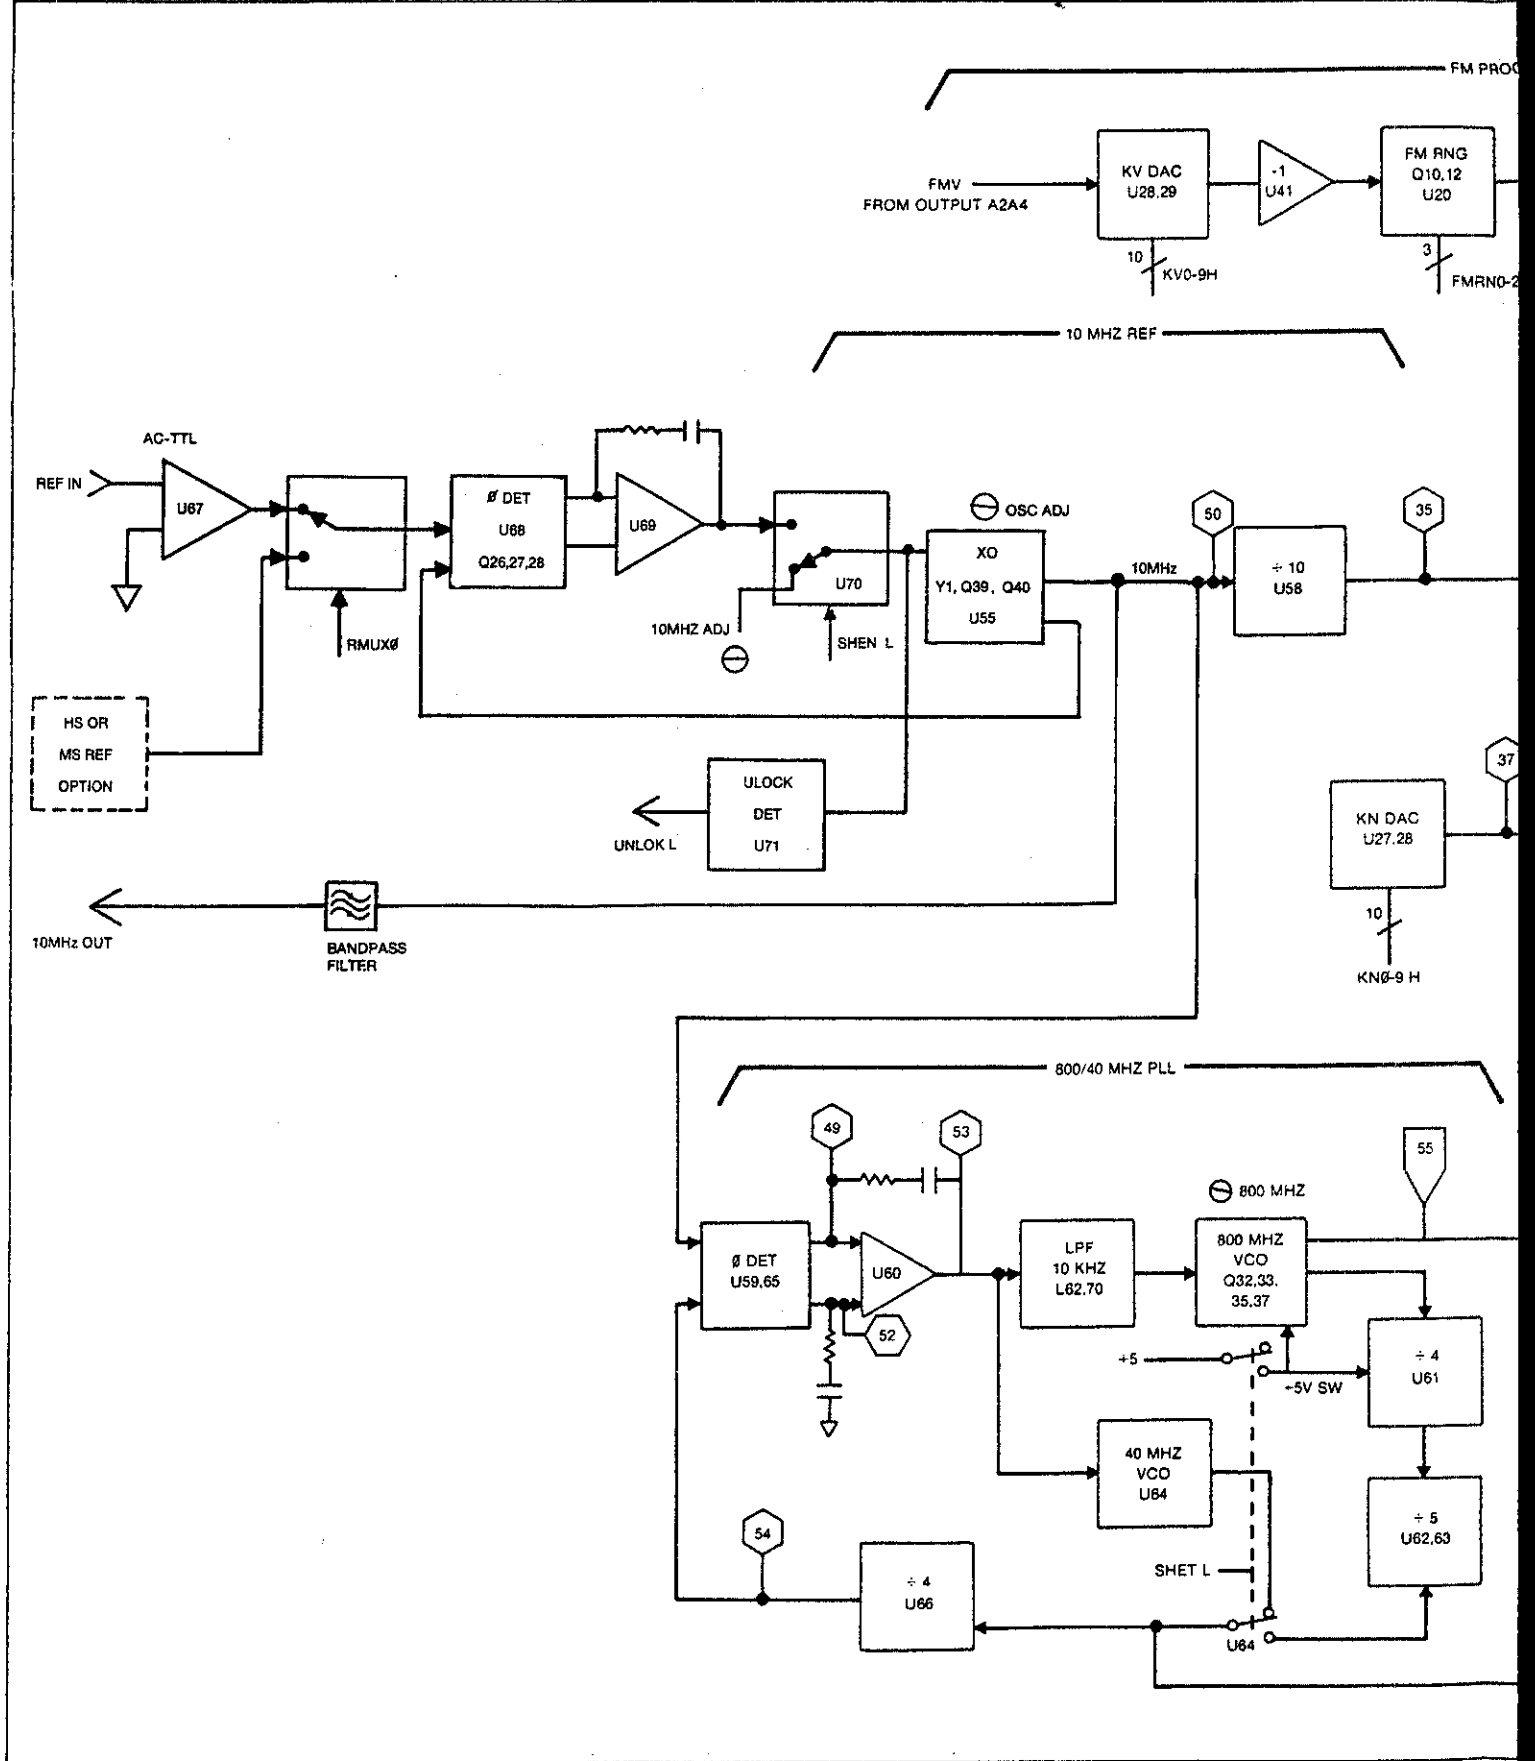 FM PROC
FMV
FROM OUTPUT A2A4
KV DAC
U28,29
-1
U41
FM RNG
Q10,12
U20
10
KV0-9H
3
FMRN0-2
10 MHZ REF
AC-TTL
REF IN
U67
RMUXØ
HS OR
MS REF
OPTION
Ø DET
U68
Q26,27,28
U69
10MHZ ADJ
U70
SHEN L
OSC ADJ
XO
Y1, Q39, Q40
U55
10MHz
50
÷ 10
U58
35
ULOCK
DET
U71
UNLOK L
37
KN DAC
U27,28
10
KNØ-9 H
10MHz OUT
BANDPASS
FILTER
800/40 MHZ PLL
49
53
55
Ø DET
U59,65
U60
52
LPF
10 KHZ
L62,70
800 MHZ
800 MHZ
VCO
Q32,33,
35,37
+5
+5V SW
÷ 4
U61
40 MHZ
VCO
U64
÷ 5
U62,63
54
÷ 4
U66
SHET L
U64